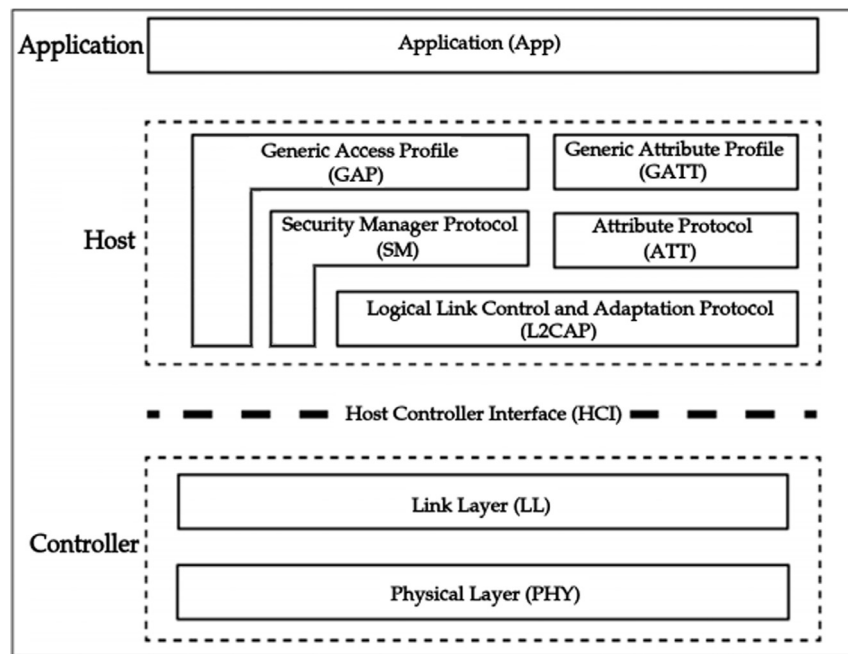 Application
Application (App)
Host
Generic Access Profile
(GAP)
Generic Attribute Profile
(GATT)
Security Manager Protocol
(SM)
Attribute Protocol
(ATT)
Logical Link Control and Adaptation Protocol
(L2CAP)
Host Controller Interface (HCI)
Controller
Link Layer (LL)
Physical Layer (PHY)